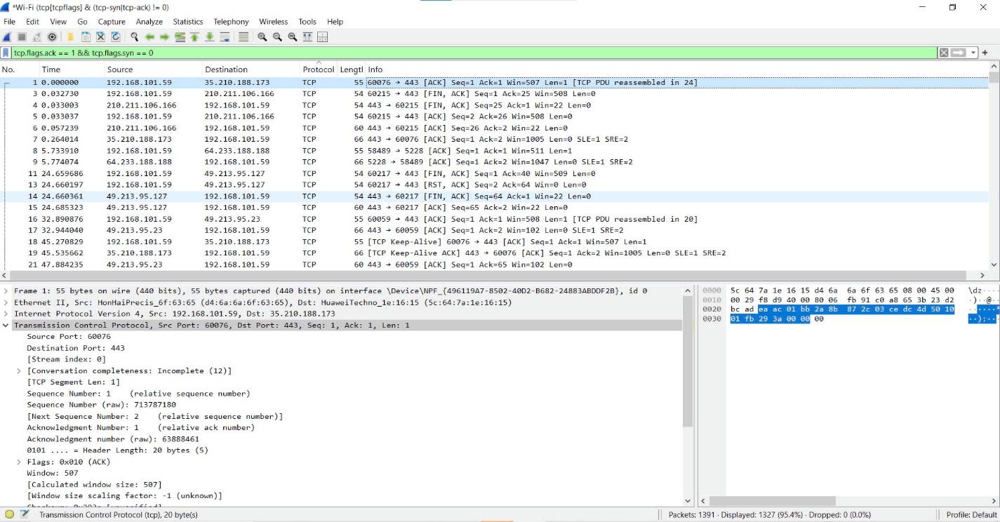 *Wi-Fi (tcp[tcpflags] & (tcp-syn|tcp-ack) != 0)
File Edit View Go Capture Analyze Statistics Telephony Wireless Tools Help
tcp.flags.ack == 1 && tcp.flags.syn == 0
No. Time Source Destination Protocol Lengtl Info
1 0.000000 192.168.101.59 35.210.188.173 TCP 55 60076 → 443 [ACK] Seq=1 Ack=1 Win=507 Len=1 [TCP PDU reassembled in 24]
3 0.032730 192.168.101.59 210.211.106.166 TCP 54 60215 → 443 [FIN, ACK] Seq=1 Ack=25 Win=508 Len=0
4 0.033003 210.211.106.166 192.168.101.59 TCP 54 443 → 60215 [FIN, ACK] Seq=25 Ack=1 Win=22 Len=0
5 0.033037 192.168.101.59 210.211.106.166 TCP 54 60215 → 443 [ACK] Seq=2 Ack=26 Win=508 Len=0
6 0.057239 210.211.106.166 192.168.101.59 TCP 60 443 → 60215 [ACK] Seq=26 Ack=2 Win=22 Len=0
7 0.264014 35.210.188.173 192.168.101.59 TCP 66 443 → 60076 [ACK] Seq=1 Ack=2 Win=1005 Len=0 SLE=1 SRE=2
8 5.733910 192.168.101.59 64.233.188.188 TCP 55 58489 → 5228 [ACK] Seq=1 Ack=1 Win=511 Len=1
9 5.774074 64.233.188.188 192.168.101.59 TCP 66 5228 → 58489 [ACK] Seq=1 Ack=2 Win=1047 Len=0 SLE=1 SRE=2
11 24.659686 192.168.101.59 49.213.95.127 TCP 54 60217 → 443 [FIN, ACK] Seq=1 Ack=40 Win=509 Len=0
13 24.660197 192.168.101.59 49.213.95.127 TCP 54 60217 → 443 [RST, ACK] Seq=2 Ack=64 Win=0 Len=0
14 24.660361 49.213.95.127 192.168.101.59 TCP 54 443 → 60217 [FIN, ACK] Seq=64 Ack=1 Win=22 Len=0
15 24.685323 49.213.95.127 192.168.101.59 TCP 60 443 → 60217 [ACK] Seq=65 Ack=2 Win=22 Len=0
16 32.890876 192.168.101.59 49.213.95.23 TCP 55 60059 → 443 [ACK] Seq=1 Ack=1 Win=508 Len=1 [TCP PDU reassembled in 20]
17 32.944040 49.213.95.23 192.168.101.59 TCP 66 443 → 60059 [ACK] Seq=1 Ack=2 Win=102 Len=0 SLE=1 SRE=2
18 45.270829 192.168.101.59 35.210.188.173 TCP 55 [TCP Keep-Alive] 60076 → 443 [ACK] Seq=1 Ack=1 Win=507 Len=1
19 45.535662 35.210.188.173 192.168.101.59 TCP 66 [TCP Keep-Alive ACK] 443 → 60076 [ACK] Seq=1 Ack=2 Win=1005 Len=0 SLE=1 SRE=2
21 47.884235 49.213.95.23 192.168.101.59 TCP 60 443 → 60059 [ACK] Seq=1 Ack=65 Win=102 Len=0
Frame 1: 55 bytes on wire (440 bits), 55 bytes captured (440 bits) on interface \Device\NPF_{496119A7-8502-40D2-B682-24883ABDDF2B}, id 0
Ethernet II, Src: HonHaiPrecis_6f:63:65 (d4:6a:6a:6f:63:65), Dst: HuaweiTechno_1e:16:15 (5c:64:7a:1e:16:15)
Internet Protocol Version 4, Src: 192.168.101.59, Dst: 35.210.188.173
Transmission Control Protocol, Src Port: 60076, Dst Port: 443, Seq: 1, Ack: 1, Len: 1
Source Port: 60076
Destination Port: 443
[Stream index: 0]
[Conversation completeness: Incomplete (12)]
[TCP Segment Len: 1]
Sequence Number: 1 (relative sequence number)
Sequence Number (raw): 713787180
[Next Sequence Number: 2 (relative sequence number)]
Acknowledgment Number: 1 (relative ack number)
Acknowledgment number (raw): 63888461
0101 .... = Header Length: 20 bytes (5)
Flags: 0x010 (ACK)
Window: 507
[Calculated window size: 507]
[Window size scaling factor: -1 (unknown)]
0000 5c 64 7a 1e 16 15 d4 6a 6a 6f 63 65 08 00 45 00 \dz····
0010 00 29 f8 d9 40 00 80 06 fb 91 c0 a8 65 3b 23 d2 ·)··@··
0020 bc ad ea ac 01 bb 2a 8b 87 2c 03 ce dc 4d 50 10 ······*
0030 01 fb 29 3a 00 00 00 ··):···
Transmission Control Protocol (tcp), 20 byte(s)
Packets: 1391 · Displayed: 1327 (95.4%) · Dropped: 0 (0.0%)
Profile: Default